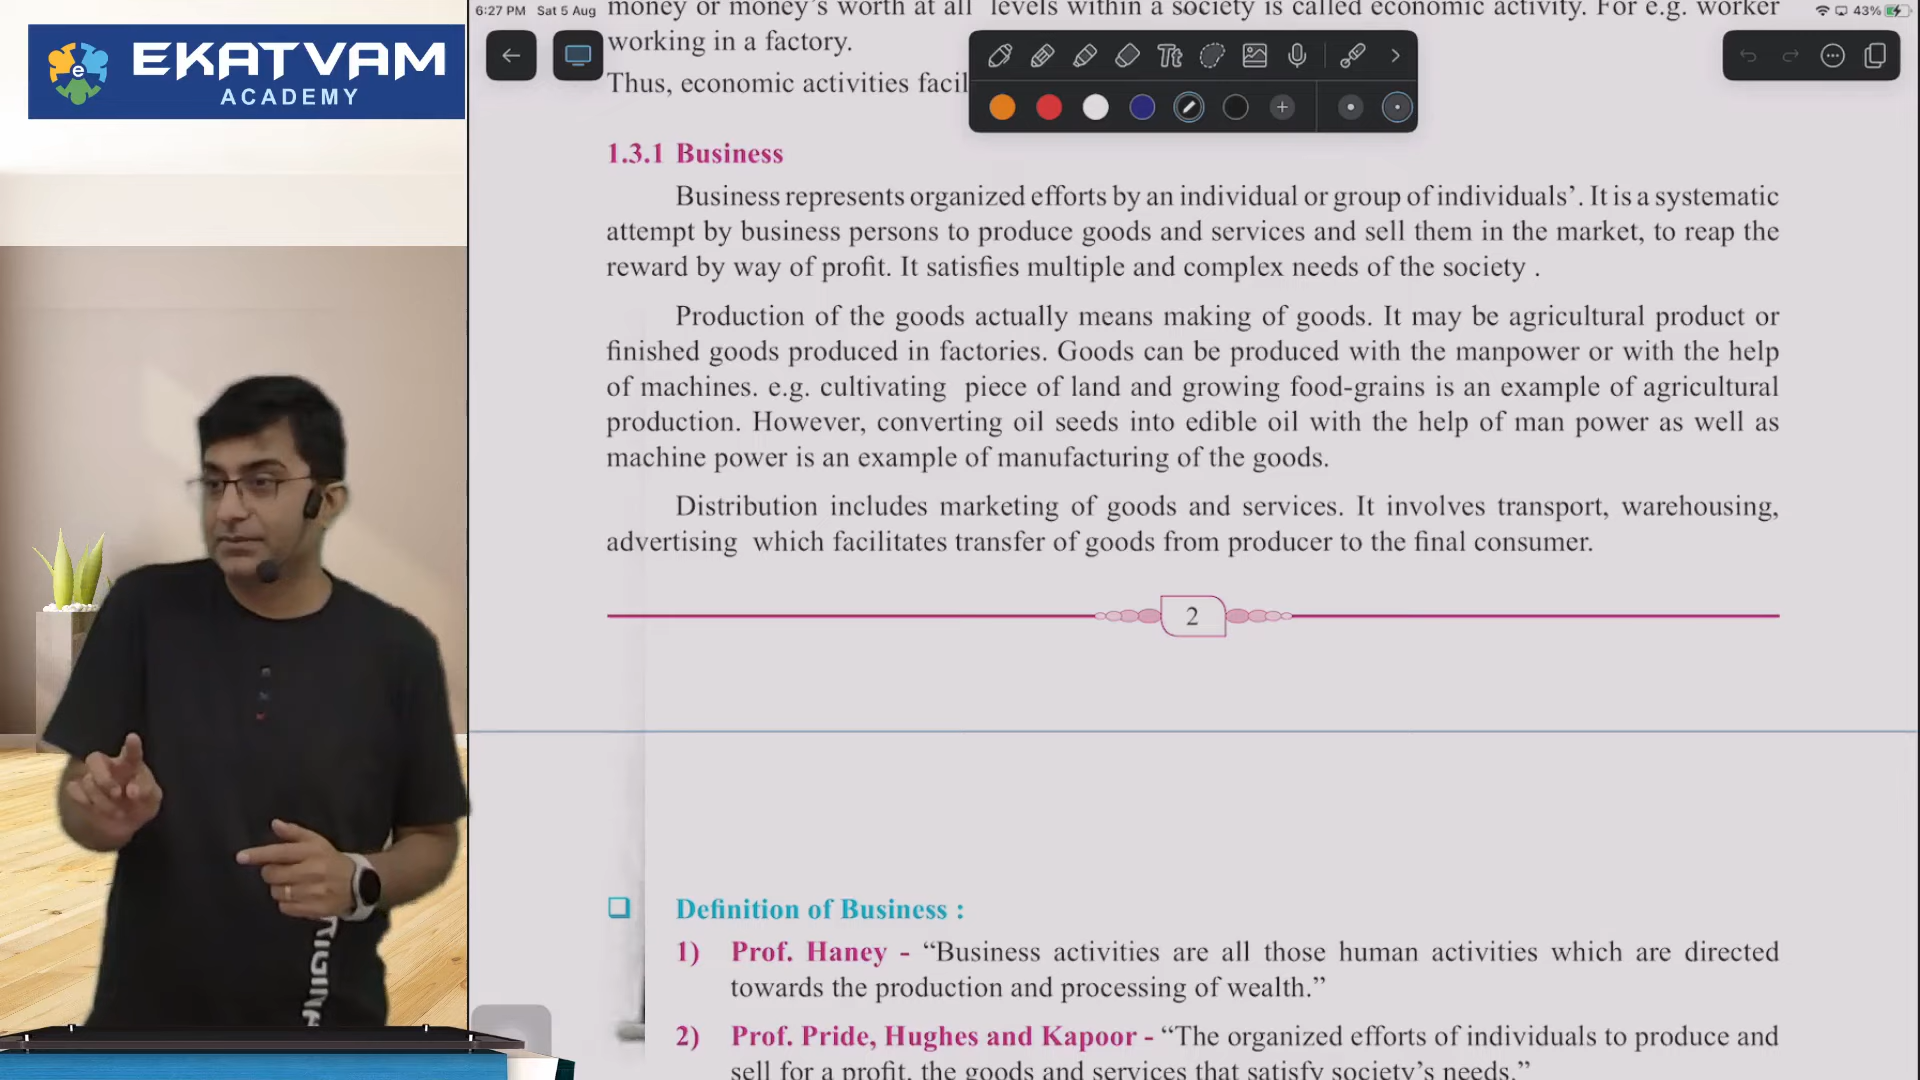 EKATVAM
ACADEMY
e
6:27 PM Sat 5 Aug
43%
money or money's worth at all levels within a society is called economic activity. For e.g. worker
working in a factory.
Thus, economic activities facil
Tt
1.3.1 Business
Business represents organized efforts by an individual or group of individuals’. It is a systematic
attempt by business persons to produce goods and services and sell them in the market, to reap the
reward by way of profit. It satisfies multiple and complex needs of the society .
Production of the goods actually means making of goods. It may be agricultural product or
finished goods produced in factories. Goods can be produced with the manpower or with the help
of machines. e.g. cultivating piece of land and growing food-grains is an example of agricultural
production. However, converting oil seeds into edible oil with the help of man power as well as
machine power is an example of manufacturing of the goods.
Distribution includes marketing of goods and services. It involves transport, warehousing,
advertising which facilitates transfer of goods from producer to the final consumer.
2
Definition of Business :
1) Prof. Haney - “Business activities are all those human activities which are directed
towards the production and processing of wealth.”
2) Prof. Pride, Hughes and Kapoor - “The organized efforts of individuals to produce and
sell for a profit, the goods and services that satisfy society’s needs.”